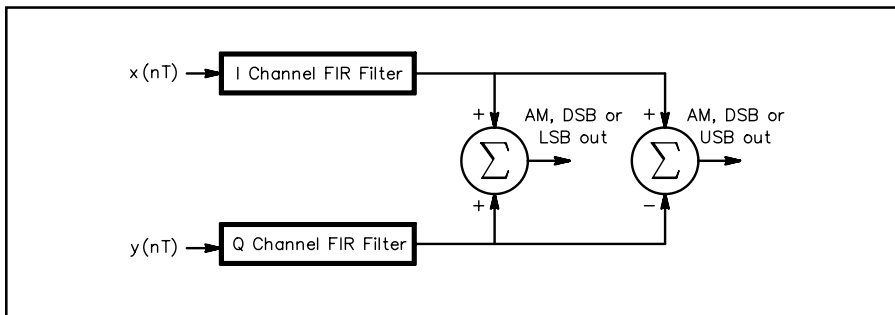 x(nT)
I Channel FIR Filter
+
AM, DSB or
LSB out
+
AM, DSB or
USB out
Σ
Σ
+
−
y(nT)
Q Channel FIR Filter